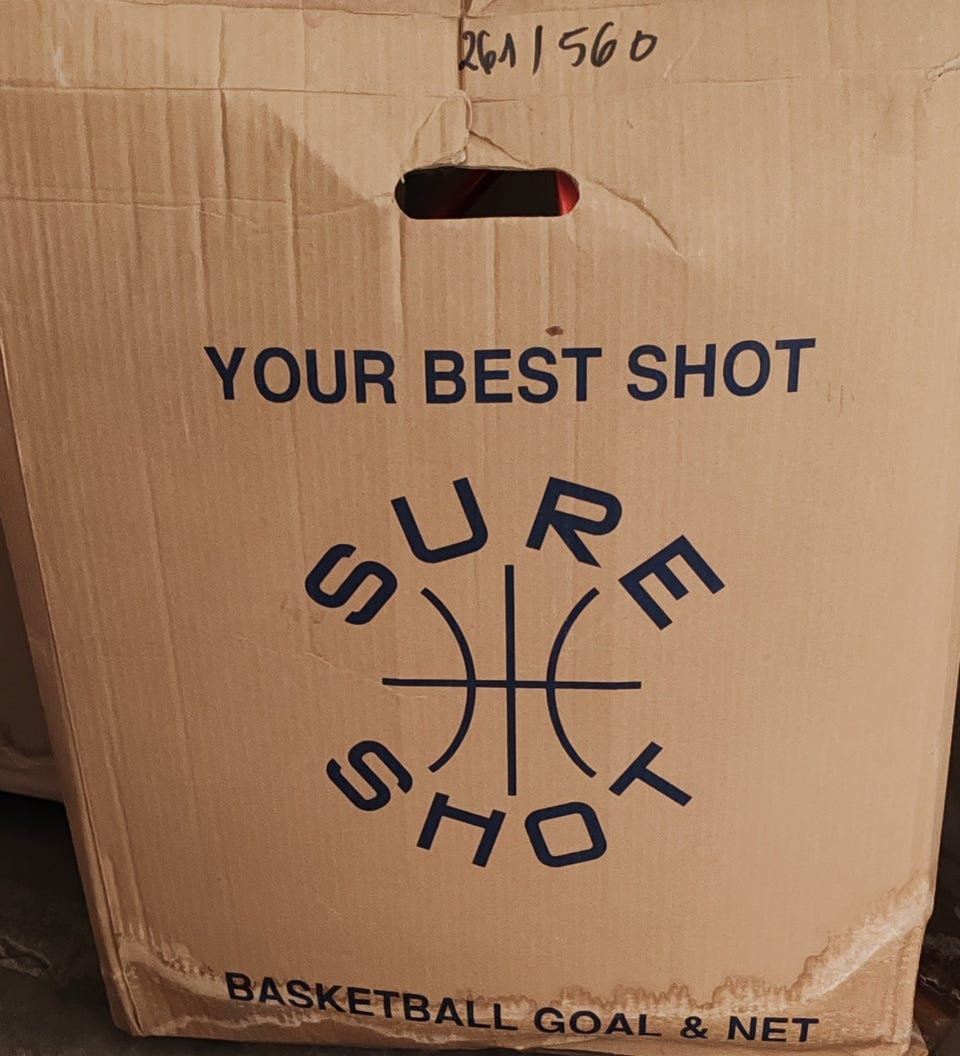 261/560
YOUR BEST SHOT
SURE
SHOT
BASKETBALL GOAL & NET